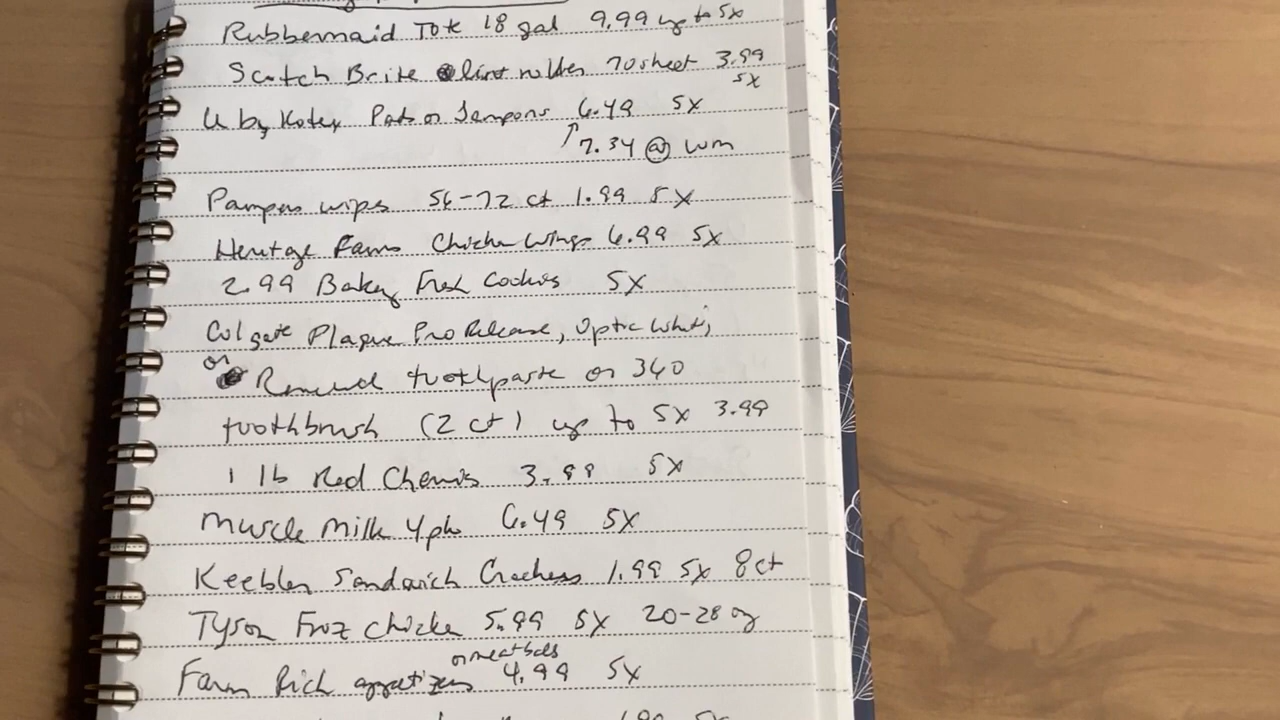 Rubbermaid Tote 18 gal 9.99 up to 5x
Scotch Brite lint roller 70 sheet 3.99
5x
U by Kotex Pads or Tampons 6.49 5x
↑ 7.34 @ wm
Pampers wipes 56-72 ct 1.99 5x
Heritage Farms Chicken Wings 6.99 5x
2.99 Bakery Fresh Cookies 5x
Colgate Plaque Pro Release, Optic White,
or
Renewal toothpaste or 360
toothbrush (2 ct) up to 5x 3.99
1 lb Red Cherries 3.99 5x
Muscle Milk 4pk 6.49 5x
Keebler Sandwich Crackers 1.99 5x 8ct
Tyson Froz chicken 5.99 5x 20-28 oz
or meatballs
Farm Rich appetizers 4.99 5x